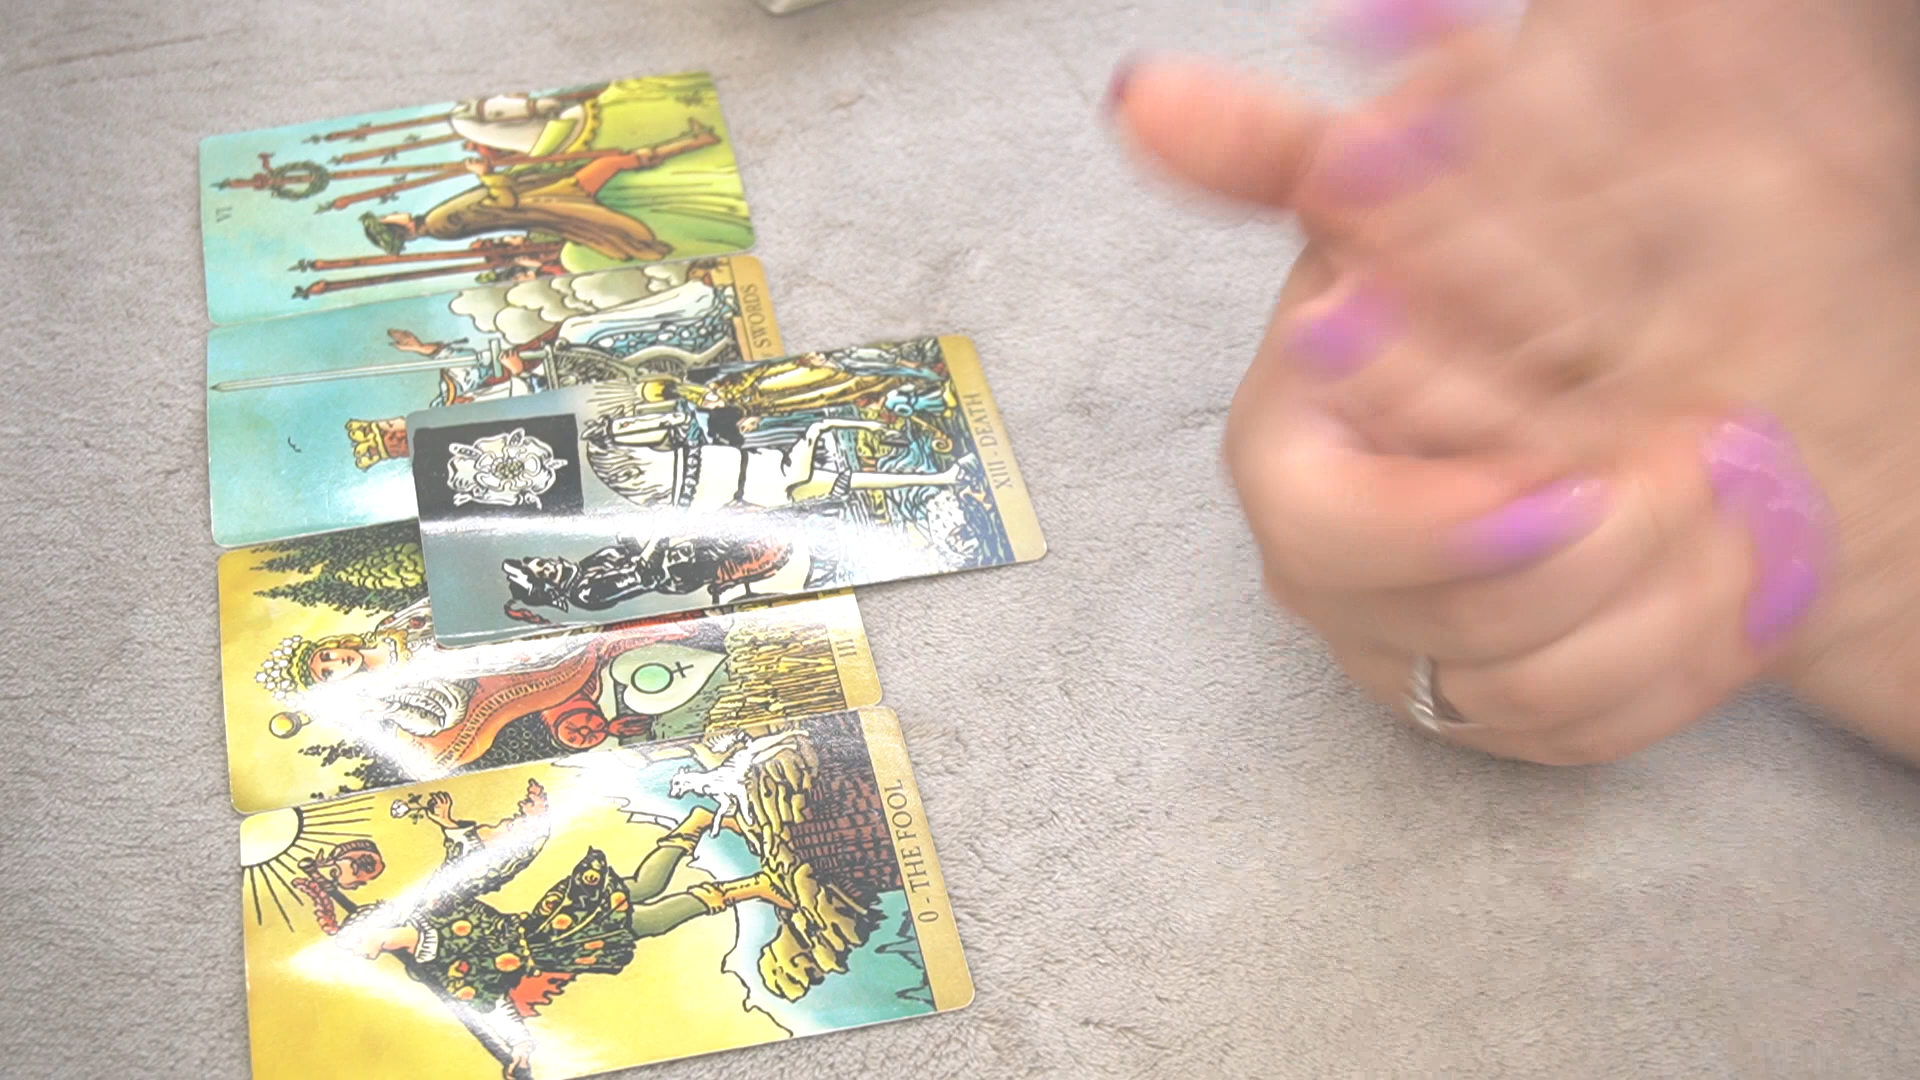 VI
SWORDS
XIII - DEATH
III
0 - THE FOOL